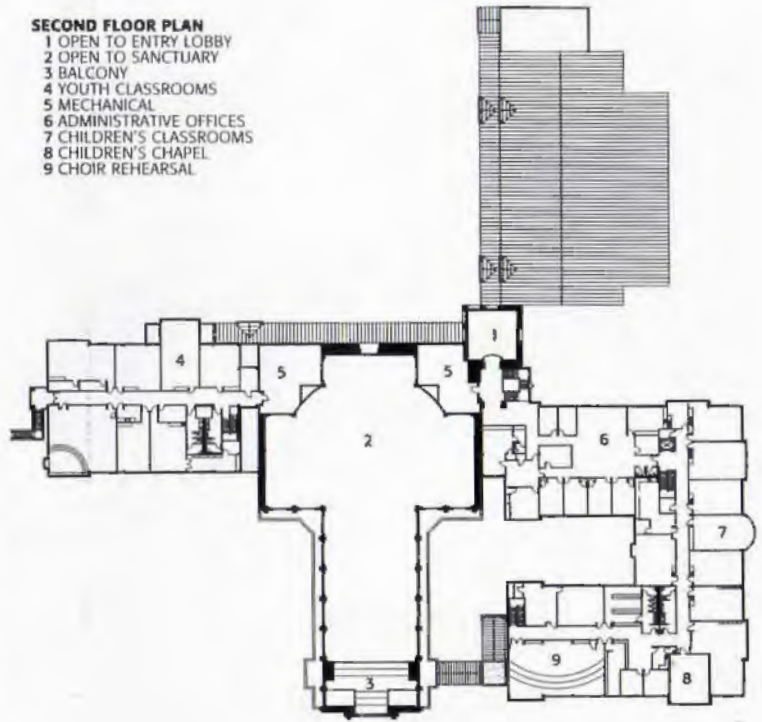 SECOND FLOOR PLAN
1 OPEN TO ENTRY LOBBY
2 OPEN TO SANCTUARY
3 BALCONY
4 YOUTH CLASSROOMS
5 MECHANICAL
6 ADMINISTRATIVE OFFICES
7 CHILDREN'S CLASSROOMS
8 CHILDREN'S CHAPEL
9 CHOIR REHEARSAL
1
4
5
5
2
6
7
9
8
3